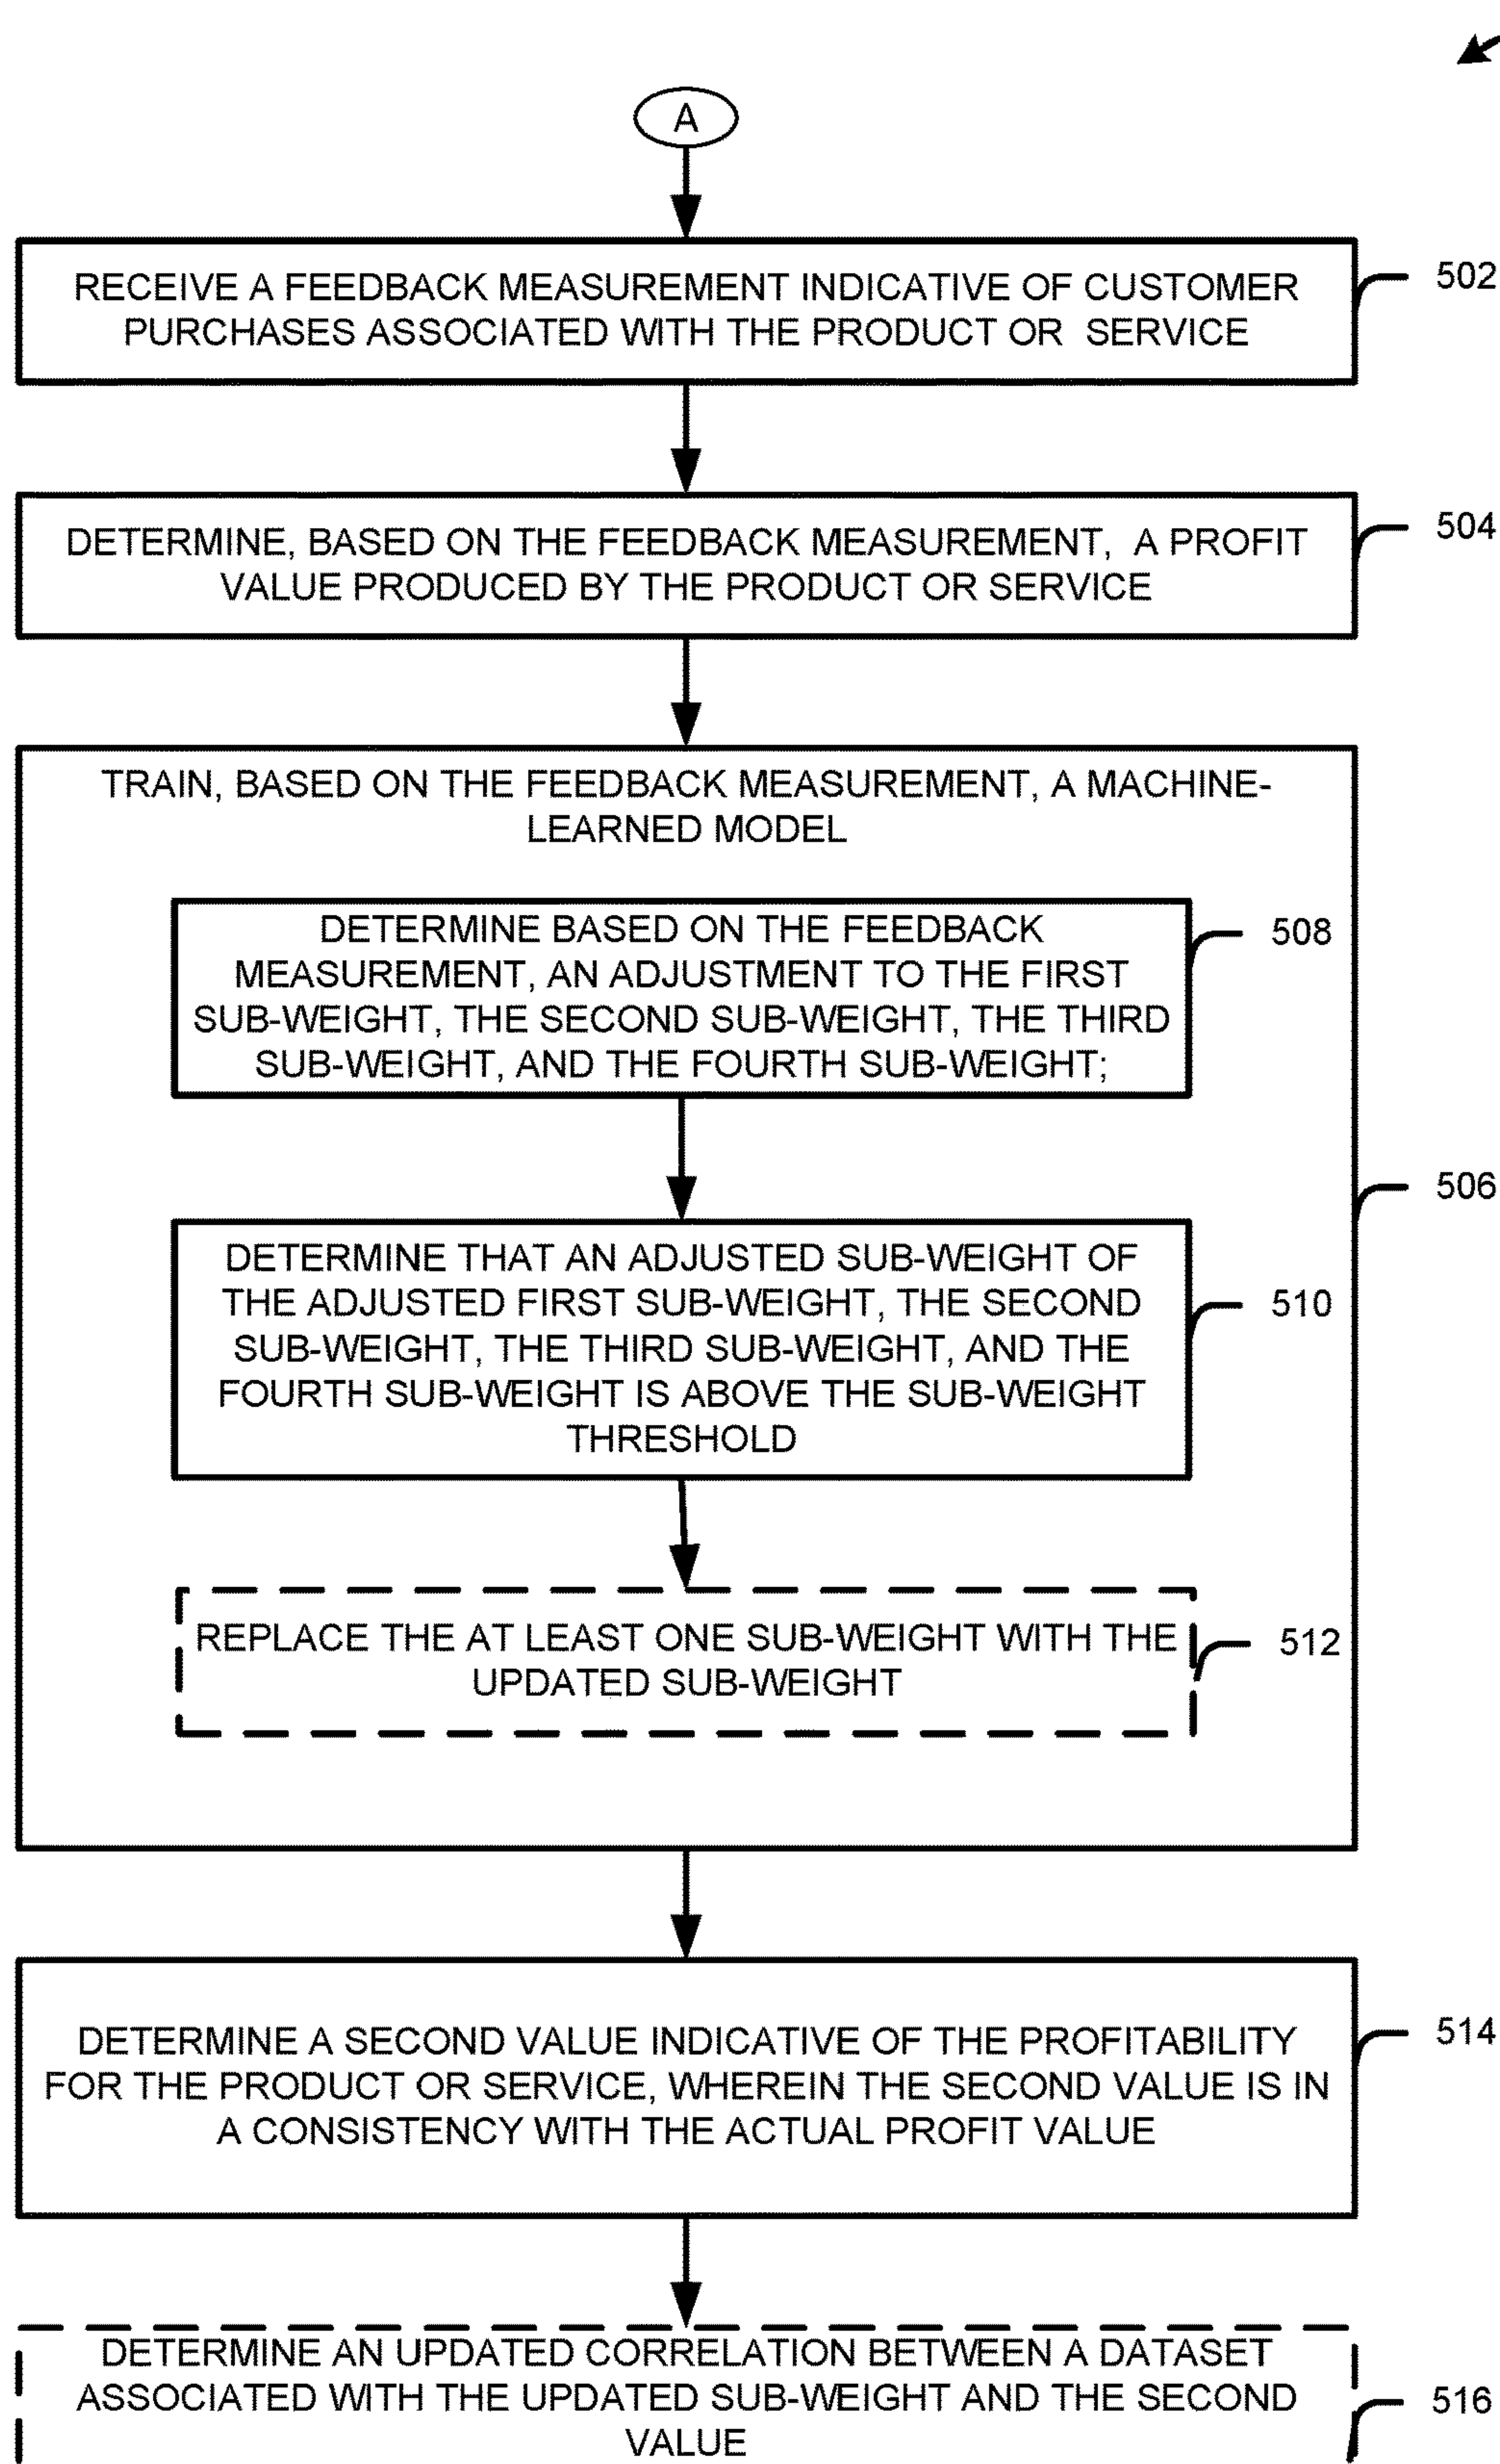 A
RECEIVE A FEEDBACK MEASUREMENT INDICATIVE OF CUSTOMER
PURCHASES ASSOCIATED WITH THE PRODUCT OR SERVICE
502
DETERMINE, BASED ON THE FEEDBACK MEASUREMENT, A PROFIT
VALUE PRODUCED BY THE PRODUCT OR SERVICE
504
TRAIN, BASED ON THE FEEDBACK MEASUREMENT, A MACHINE-
LEARNED MODEL
DETERMINE BASED ON THE FEEDBACK
MEASUREMENT, AN ADJUSTMENT TO THE FIRST
SUB-WEIGHT, THE SECOND SUB-WEIGHT, THE THIRD
SUB-WEIGHT, AND THE FOURTH SUB-WEIGHT;
508
506
DETERMINE THAT AN ADJUSTED SUB-WEIGHT OF
THE ADJUSTED FIRST SUB-WEIGHT, THE SECOND
SUB-WEIGHT, THE THIRD SUB-WEIGHT, AND THE
FOURTH SUB-WEIGHT IS ABOVE THE SUB-WEIGHT
THRESHOLD
510
REPLACE THE AT LEAST ONE SUB-WEIGHT WITH THE
UPDATED SUB-WEIGHT
512
DETERMINE A SECOND VALUE INDICATIVE OF THE PROFITABILITY
FOR THE PRODUCT OR SERVICE, WHEREIN THE SECOND VALUE IS IN
A CONSISTENCY WITH THE ACTUAL PROFIT VALUE
514
DETERMINE AN UPDATED CORRELATION BETWEEN A DATASET
ASSOCIATED WITH THE UPDATED SUB-WEIGHT AND THE SECOND
VALUE
516